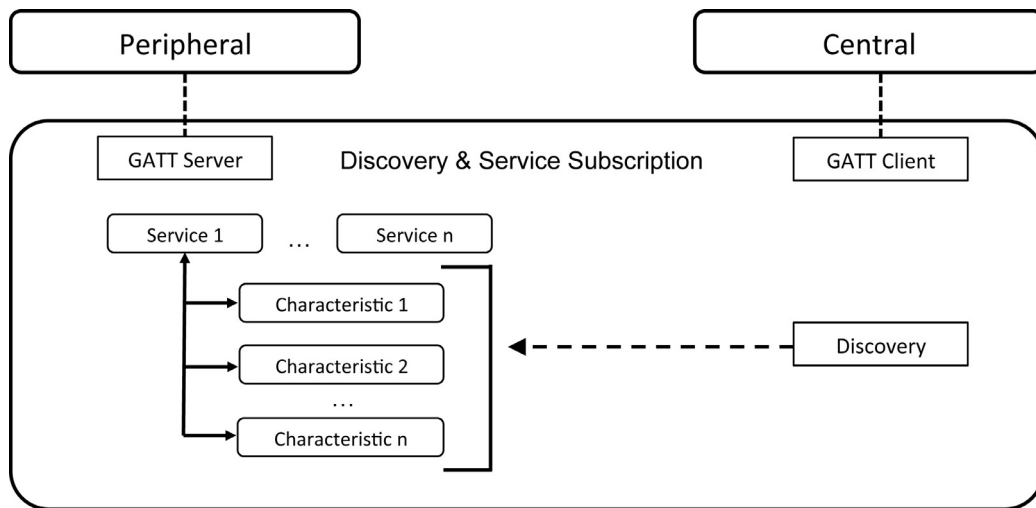 Peripheral
Central
GATT Server
Discovery & Service Subscription
GATT Client
Service 1
...
Service n
Characteristic 1
Characteristic 2
Discovery
...
Characteristic n